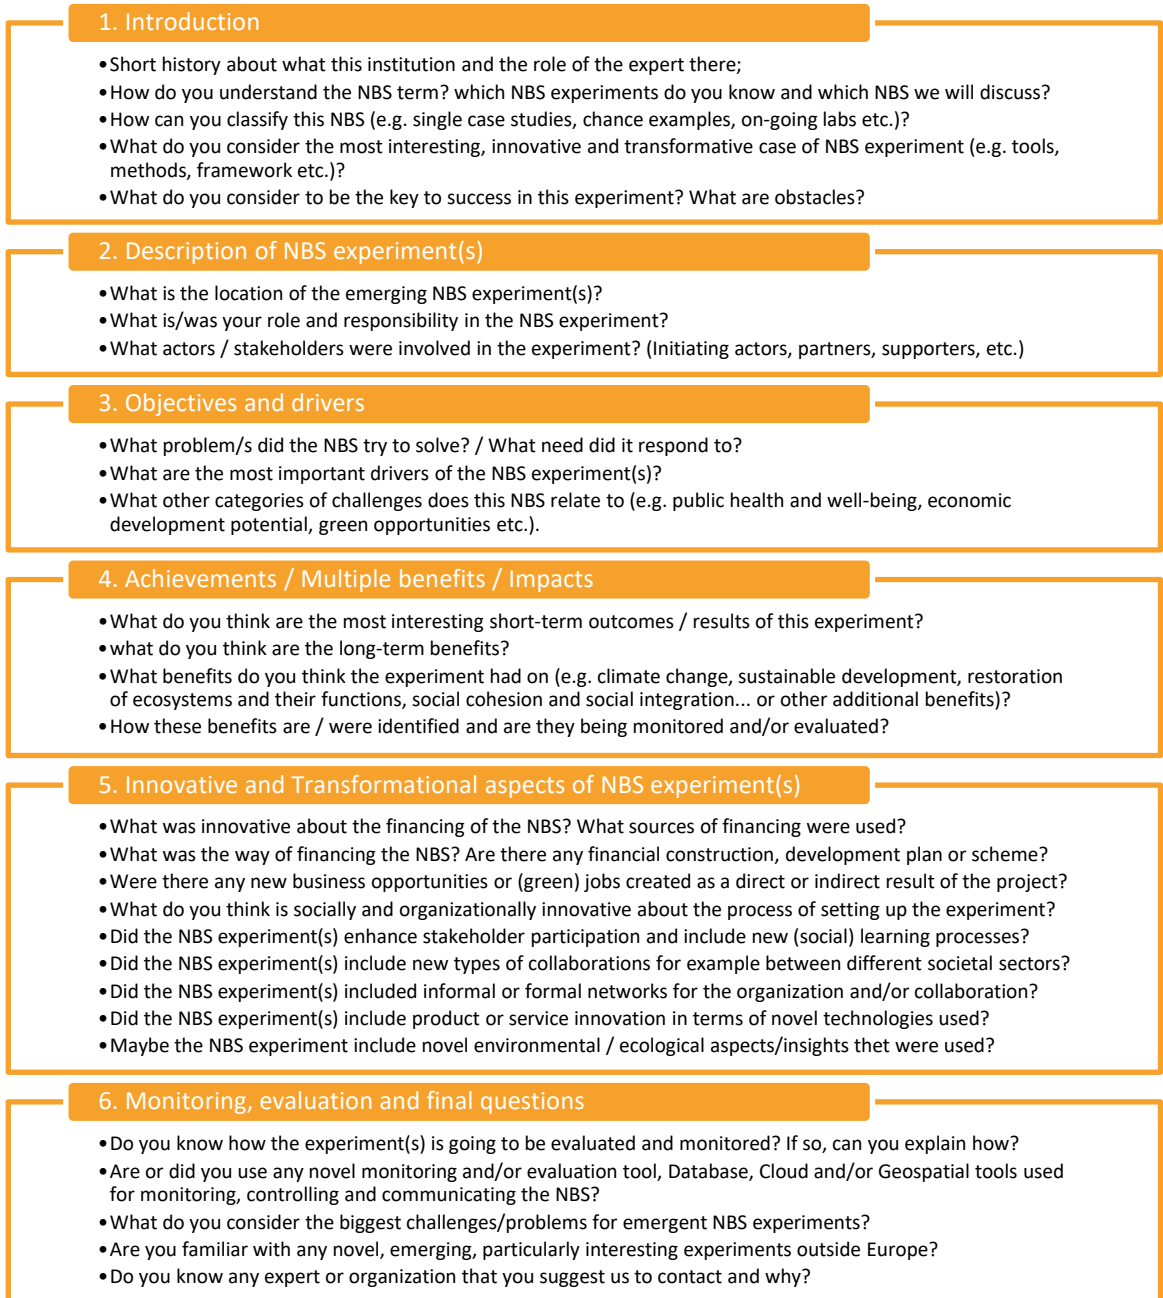 1. Introduction
•Short history about what this institution and the role of the expert there;
•How do you understand the NBS term? which NBS experiments do you know and which NBS we will discuss?
•How can you classify this NBS (e.g. single case studies, chance examples, on-going labs etc.)?
•What do you consider the most interesting, innovative and transformative case of NBS experiment (e.g. tools,
methods, framework etc.)?
•What do you consider to be the key to success in this experiment? What are obstacles?
2. Description of NBS experiment(s)
•What is the location of the emerging NBS experiment(s)?
•What is/was your role and responsibility in the NBS experiment?
•What actors / stakeholders were involved in the experiment? (Initiating actors, partners, supporters, etc.)
3. Objectives and drivers
•What problem/s did the NBS try to solve? / What need did it respond to?
•What are the most important drivers of the NBS experiment(s)?
•What other categories of challenges does this NBS relate to (e.g. public health and well-being, economic
development potential, green opportunities etc.).
4. Achievements / Multiple benefits / Impacts
•What do you think are the most interesting short-term outcomes / results of this experiment?
•what do you think are the long-term benefits?
•What benefits do you think the experiment had on (e.g. climate change, sustainable development, restoration
of ecosystems and their functions, social cohesion and social integration... or other additional benefits)?
•How these benefits are / were identified and are they being monitored and/or evaluated?
5. Innovative and Transformational aspects of NBS experiment(s)
•What was innovative about the financing of the NBS? What sources of financing were used?
•What was the way of financing the NBS? Are there any financial construction, development plan or scheme?
•Were there any new business opportunities or (green) jobs created as a direct or indirect result of the project?
•What do you think is socially and organizationally innovative about the process of setting up the experiment?
•Did the NBS experiment(s) enhance stakeholder participation and include new (social) learning processes?
•Did the NBS experiment(s) include new types of collaborations for example between different societal sectors?
•Did the NBS experiment(s) included informal or formal networks for the organization and/or collaboration?
•Did the NBS experiment(s) include product or service innovation in terms of novel technologies used?
•Maybe the NBS experiment include novel environmental / ecological aspects/insights thet were used?
6. Monitoring, evaluation and final questions
•Do you know how the experiment(s) is going to be evaluated and monitored? If so, can you explain how?
•Are or did you use any novel monitoring and/or evaluation tool, Database, Cloud and/or Geospatial tools used
for monitoring, controlling and communicating the NBS?
•What do you consider the biggest challenges/problems for emergent NBS experiments?
•Are you familiar with any novel, emerging, particularly interesting experiments outside Europe?
•Do you know any expert or organization that you suggest us to contact and why?